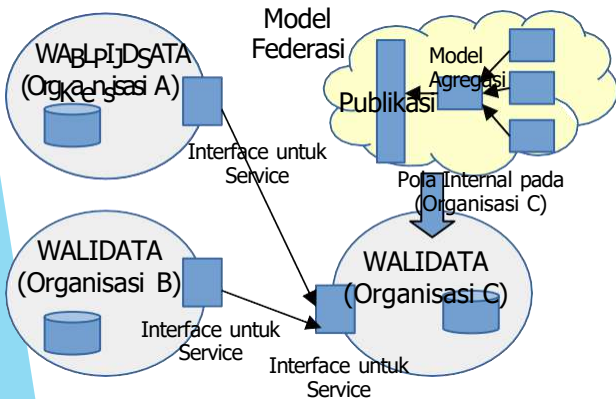 A)
Interface untuk
Service
Model
Federasi
Publikasi
Model
Agregasi
Pola Internal pada
(Organisasi C)
WALIDATA
(Organisasi B)
Interface untuk
Service
WALIDATA
(Organisasi C)
Interface untuk
Service